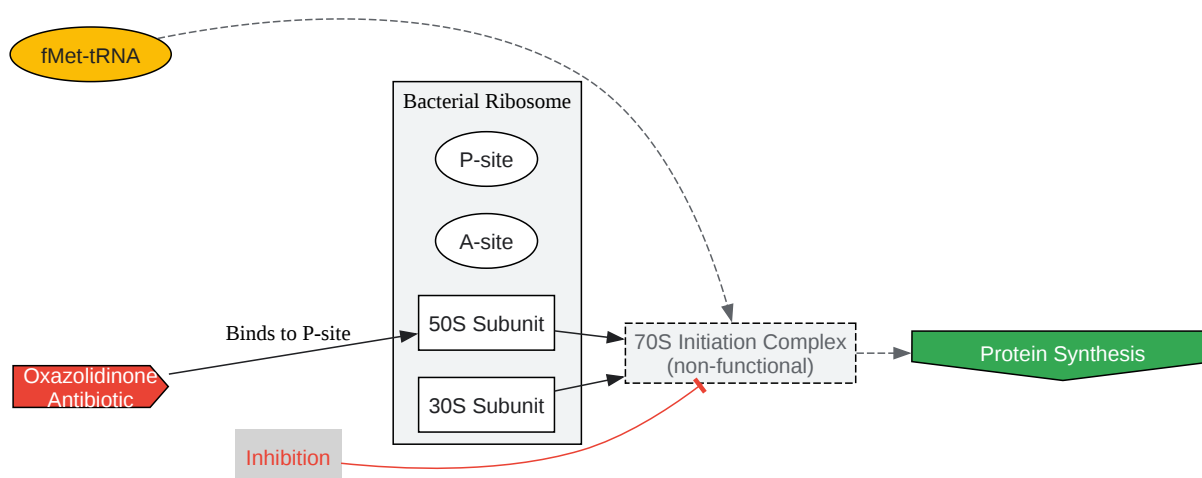 fMet-tRNA
Bacterial Ribosome
P-site
A-site
50S Subunit
30S Subunit
Binds to P-site
Oxazolidinone
Antibiotic
Inhibition
70S Initiation Complex
(non-functional)
Protein Synthesis